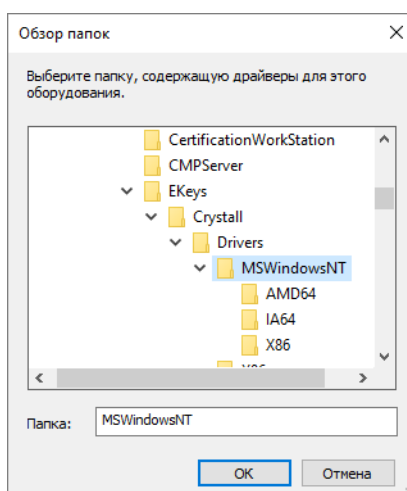 Обзор папок
Выберите папку, содержащую драйверы для этого
оборудования.
CertificationWorkStation
CMPServer
EKeys
Crystall
Drivers
MSWindowsNT
AMD64
IA64
X86
Папка:
MSWindowsNT
OK
Отмена